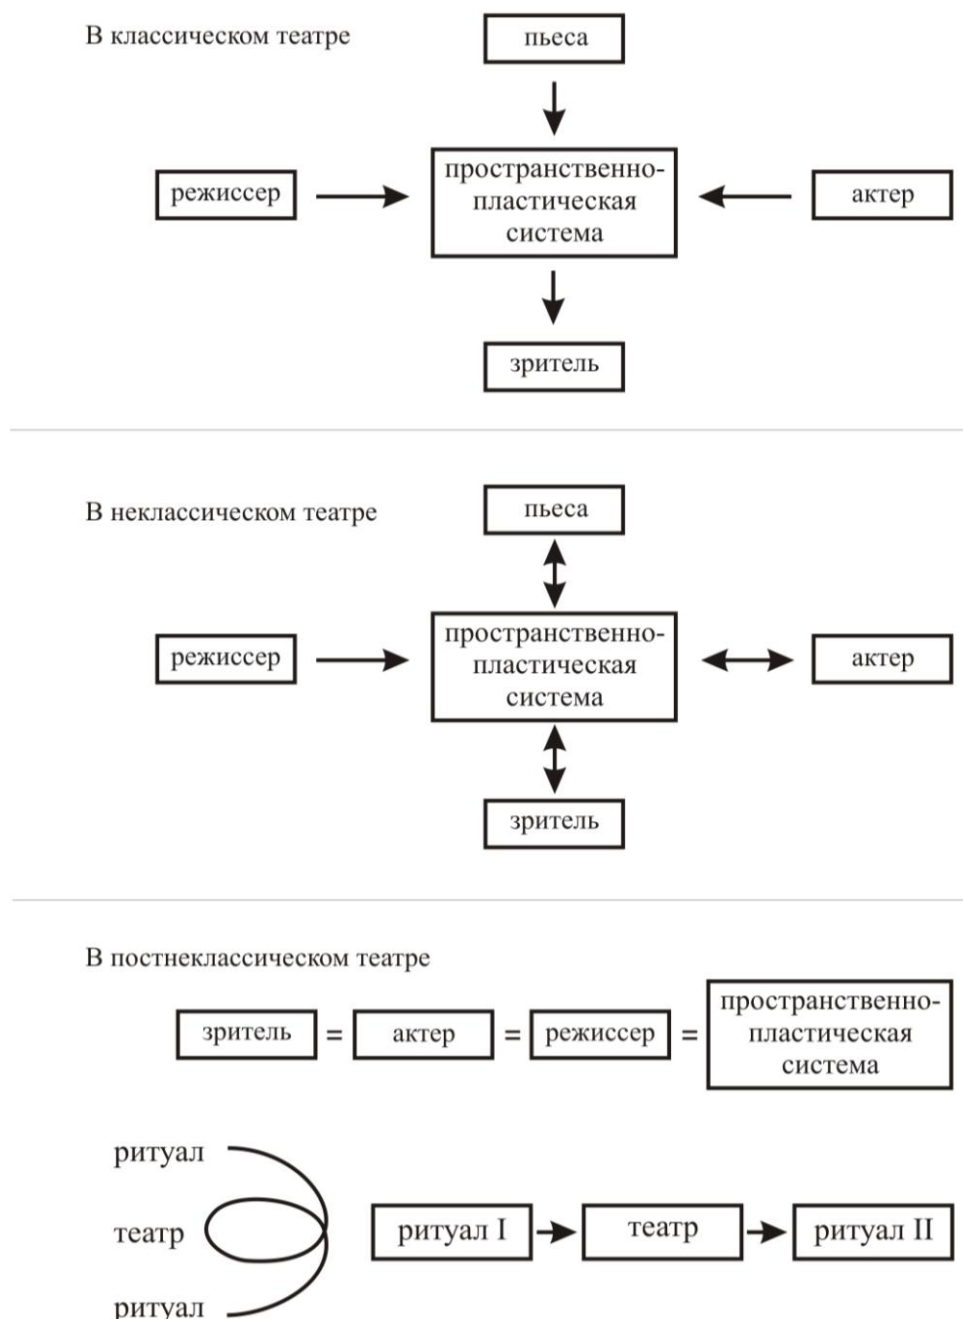 В классическом театре
пьеса
режиссер
пространственно-
пластическая
система
актер
зритель
В неклассическом театре
пьеса
режиссер
пространственно-
пластическая
система
актер
зритель
В постнеклассическом театре
зритель = актер = режиссер =
пространственно-
пластическая
система
ритуал
театр
ритуал
ритуал I
театр
ритуал II